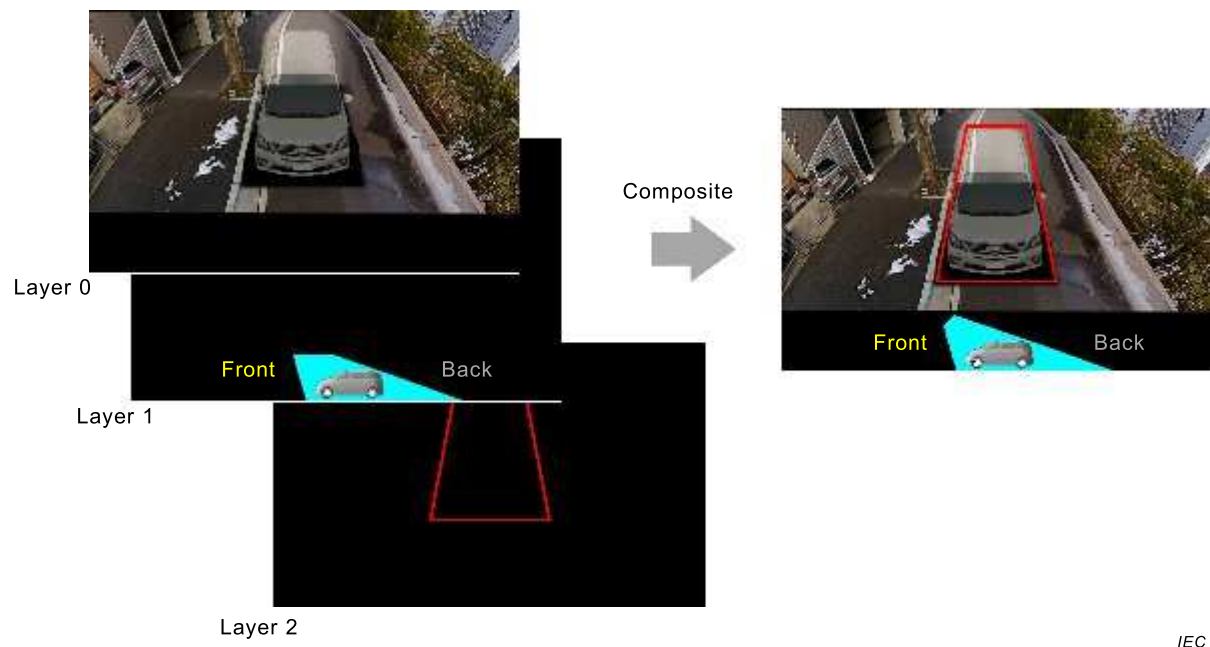 Composite
Layer 0
Front
Back
Front
Back
Layer 1
Layer 2
IEC